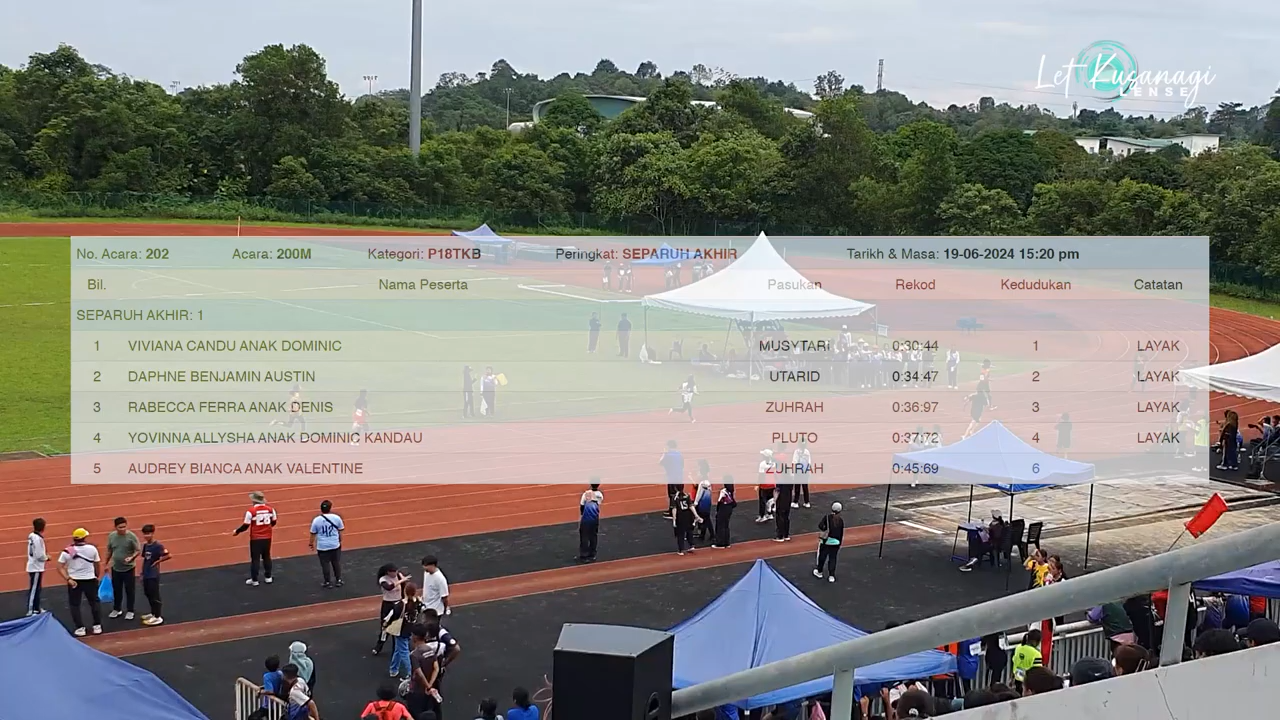 Let Kusanagi
LENSE
No. Acara: 202 Acara: 200M Kategori: P18TKB Peringkat: SEPARUH AKHIR Tarikh & Masa: 19-06-2024 15:20 pm
Bil. Nama Peserta Pasukan Rekod Kedudukan Catatan
SEPARUH AKHIR: 1
1 VIVIANA CANDU ANAK DOMINIC MUSYTARI 0:30:44 1 LAYAK
2 DAPHNE BENJAMIN AUSTIN UTARID 0:34:47 2 LAYAK
3 RABECCA FERRA ANAK DENIS ZUHRAH 0:36:97 3 LAYAK
4 YOVINNA ALLYSHA ANAK DOMINIC KANDAU PLUTO 0:37:72 4 LAYAK
5 AUDREY BIANCA ANAK VALENTINE ZUHRAH 0:45:69 6